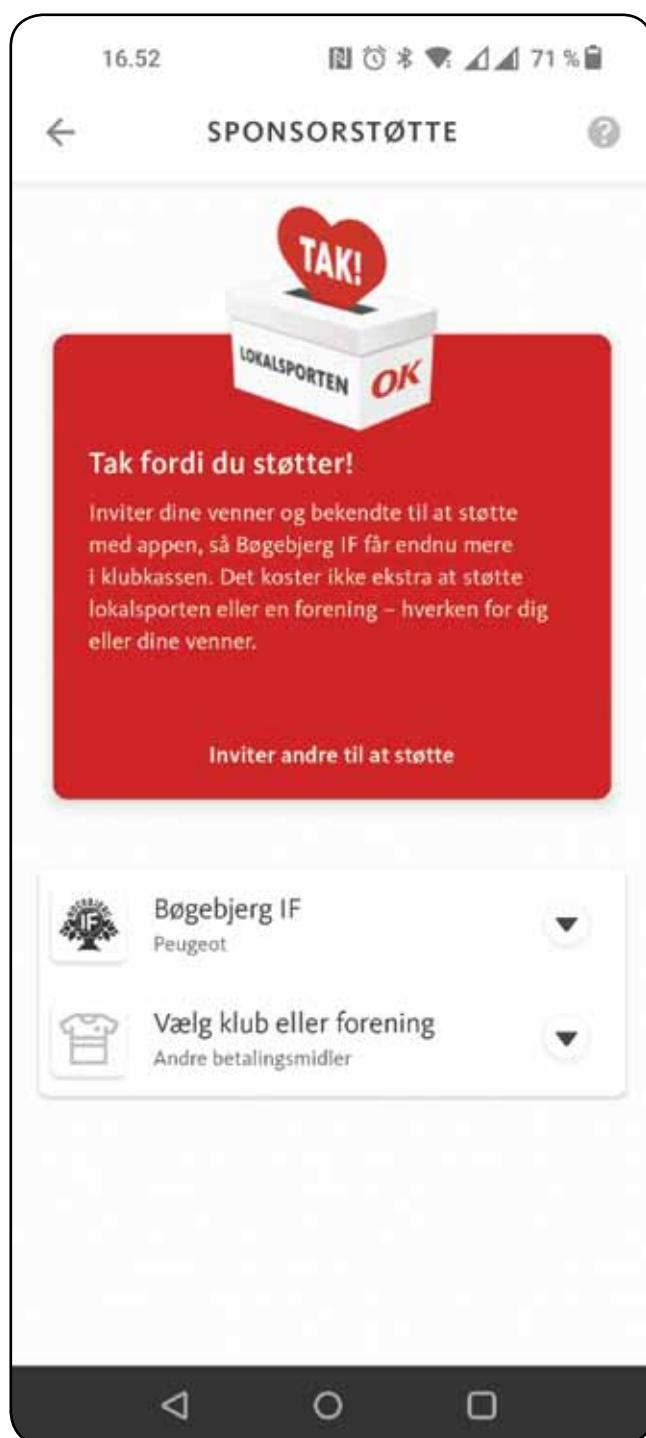 16.52
71 %
SPONSORSTØTTE
?
TAK!
LOKALSPORTEN OK
Tak fordi du støtter!
Inviter dine venner og bekendte til at støtte
med appen, så Bøgebjerg IF får endnu mere
i klubkassen. Det koster ikke ekstra at støtte
lokalsporten eller en forening – hverken for dig
eller dine venner.
Inviter andre til at støtte
IF
Bøgebjerg IF
Peugeot
Vælg klub eller forening
Andre betalingsmidler